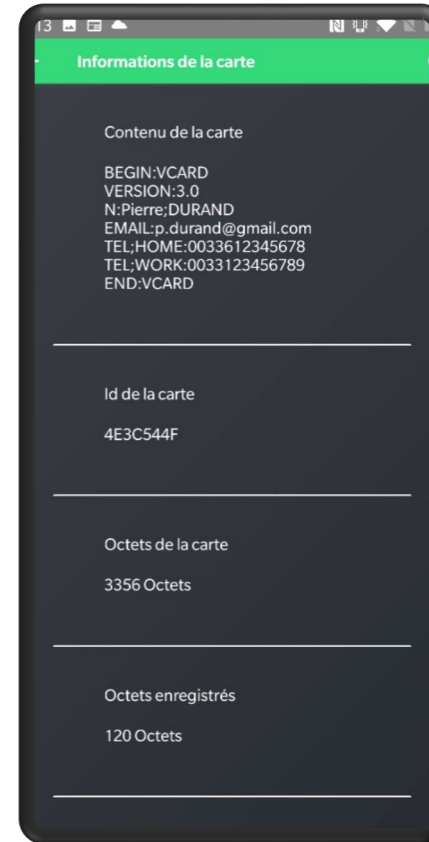 13
Informations de la carte
Contenu de la carte
BEGIN:VCARD
VERSION:3.0
N:Pierre;DURAND
EMAIL:p.durand@gmail.com
TEL;HOME:0033612345678
TEL;WORK:0033123456789
END:VCARD
Id de la carte
4E3C544F
Octets de la carte
3356 Octets
Octets enregistrés
120 Octets